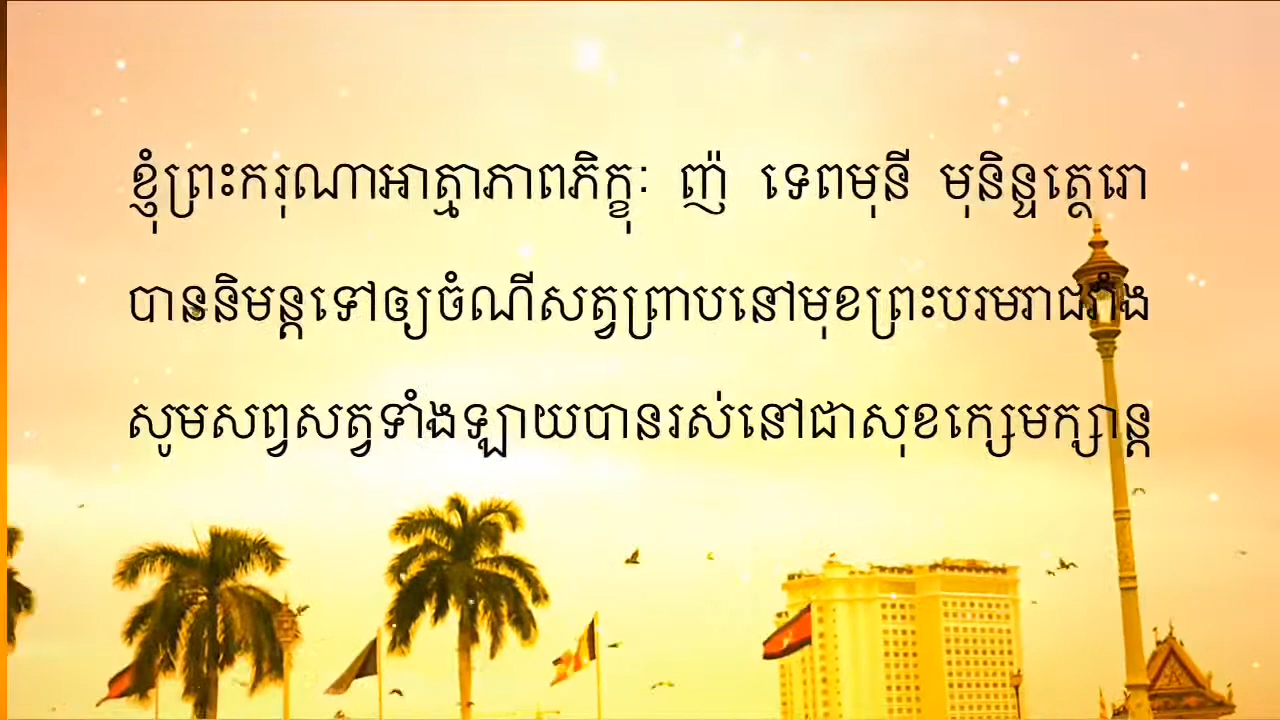 ខ្ញុំព្រះករុណាអាត្មាភាពភិក្ខុៈ ញ៉ ទេពមុនី មុនិន្ទត្ថេរោ
បាននិមន្តទៅឲ្យចំណីសត្វព្រាបនៅមុខព្រះបរមរាជវាំង
សូមសព្វសត្វទាំងឡាយបានរស់នៅជាសុខក្សេមក្សាន្ត